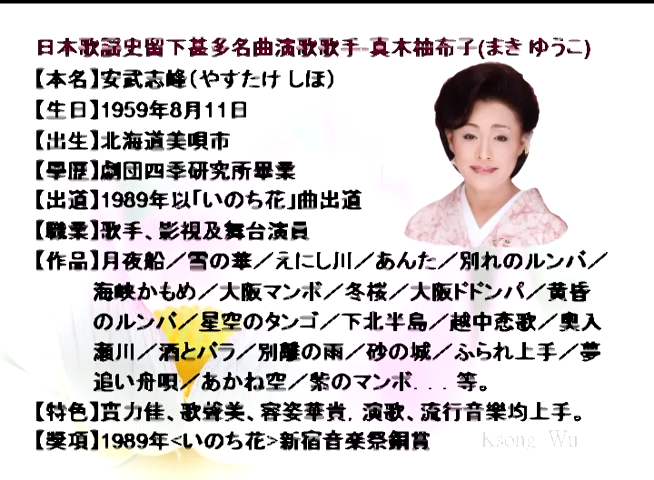 日本歌謠史留下甚多名曲演歌歌手-真木柚布子(まき ゆうこ)
【本名】安武志峰(やすたけ しほ)
【生日】1959年8月11日
【出生】北海道美唄市
【學歷】劇団四季研究所畢業
【出道】1989年以「いのち花」曲出道
【職業】歌手、影視及舞台演員
【作品】月夜船／雪の華／えにし川／あんた／別れのルンバ／
海峡かもめ／大阪マンボ／冬桜／大阪ドドンパ／黄昏
のルンバ／星空のタンゴ／下北半島／越中恋歌／奥入
瀬川／酒とバラ／別離の雨／砂の城／ふられ上手／夢
追い舟唄／あかね空／紫のマンボ...等。
【特色】實力佳、歌聲美、容姿華貴, 演歌、流行音樂均上手。
【獎項】1989年<いのち花>新宿音楽祭銅賞
Ksong Wu